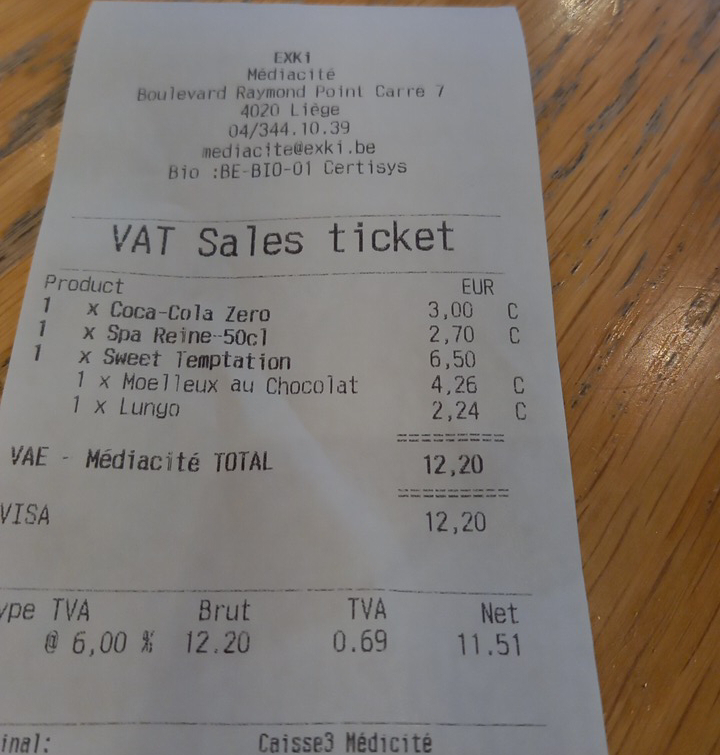 EXKi
Médiacité
Boulevard Raymond Point Carré 7
4020 Liège
04/344.10.39
mediacite@exki.be
Bio :BE-BIO-01 Certisys
VAT Sales ticket
Product EUR
1 x Coca-Cola Zero 3,00 C
1 x Spa Reine-50cl 2,70 C
1 x Sweet Temptation 6,50
1 x Moelleux au Chocolat 4,26 C
1 x Lungo 2,24 C
==========
VAE - Médiacité TOTAL 12,20
==========
VISA 12,20
ype TVA Brut TVA Net
@ 6,00 % 12.20 0.69 11.51
inal: Caisse3 Médicité